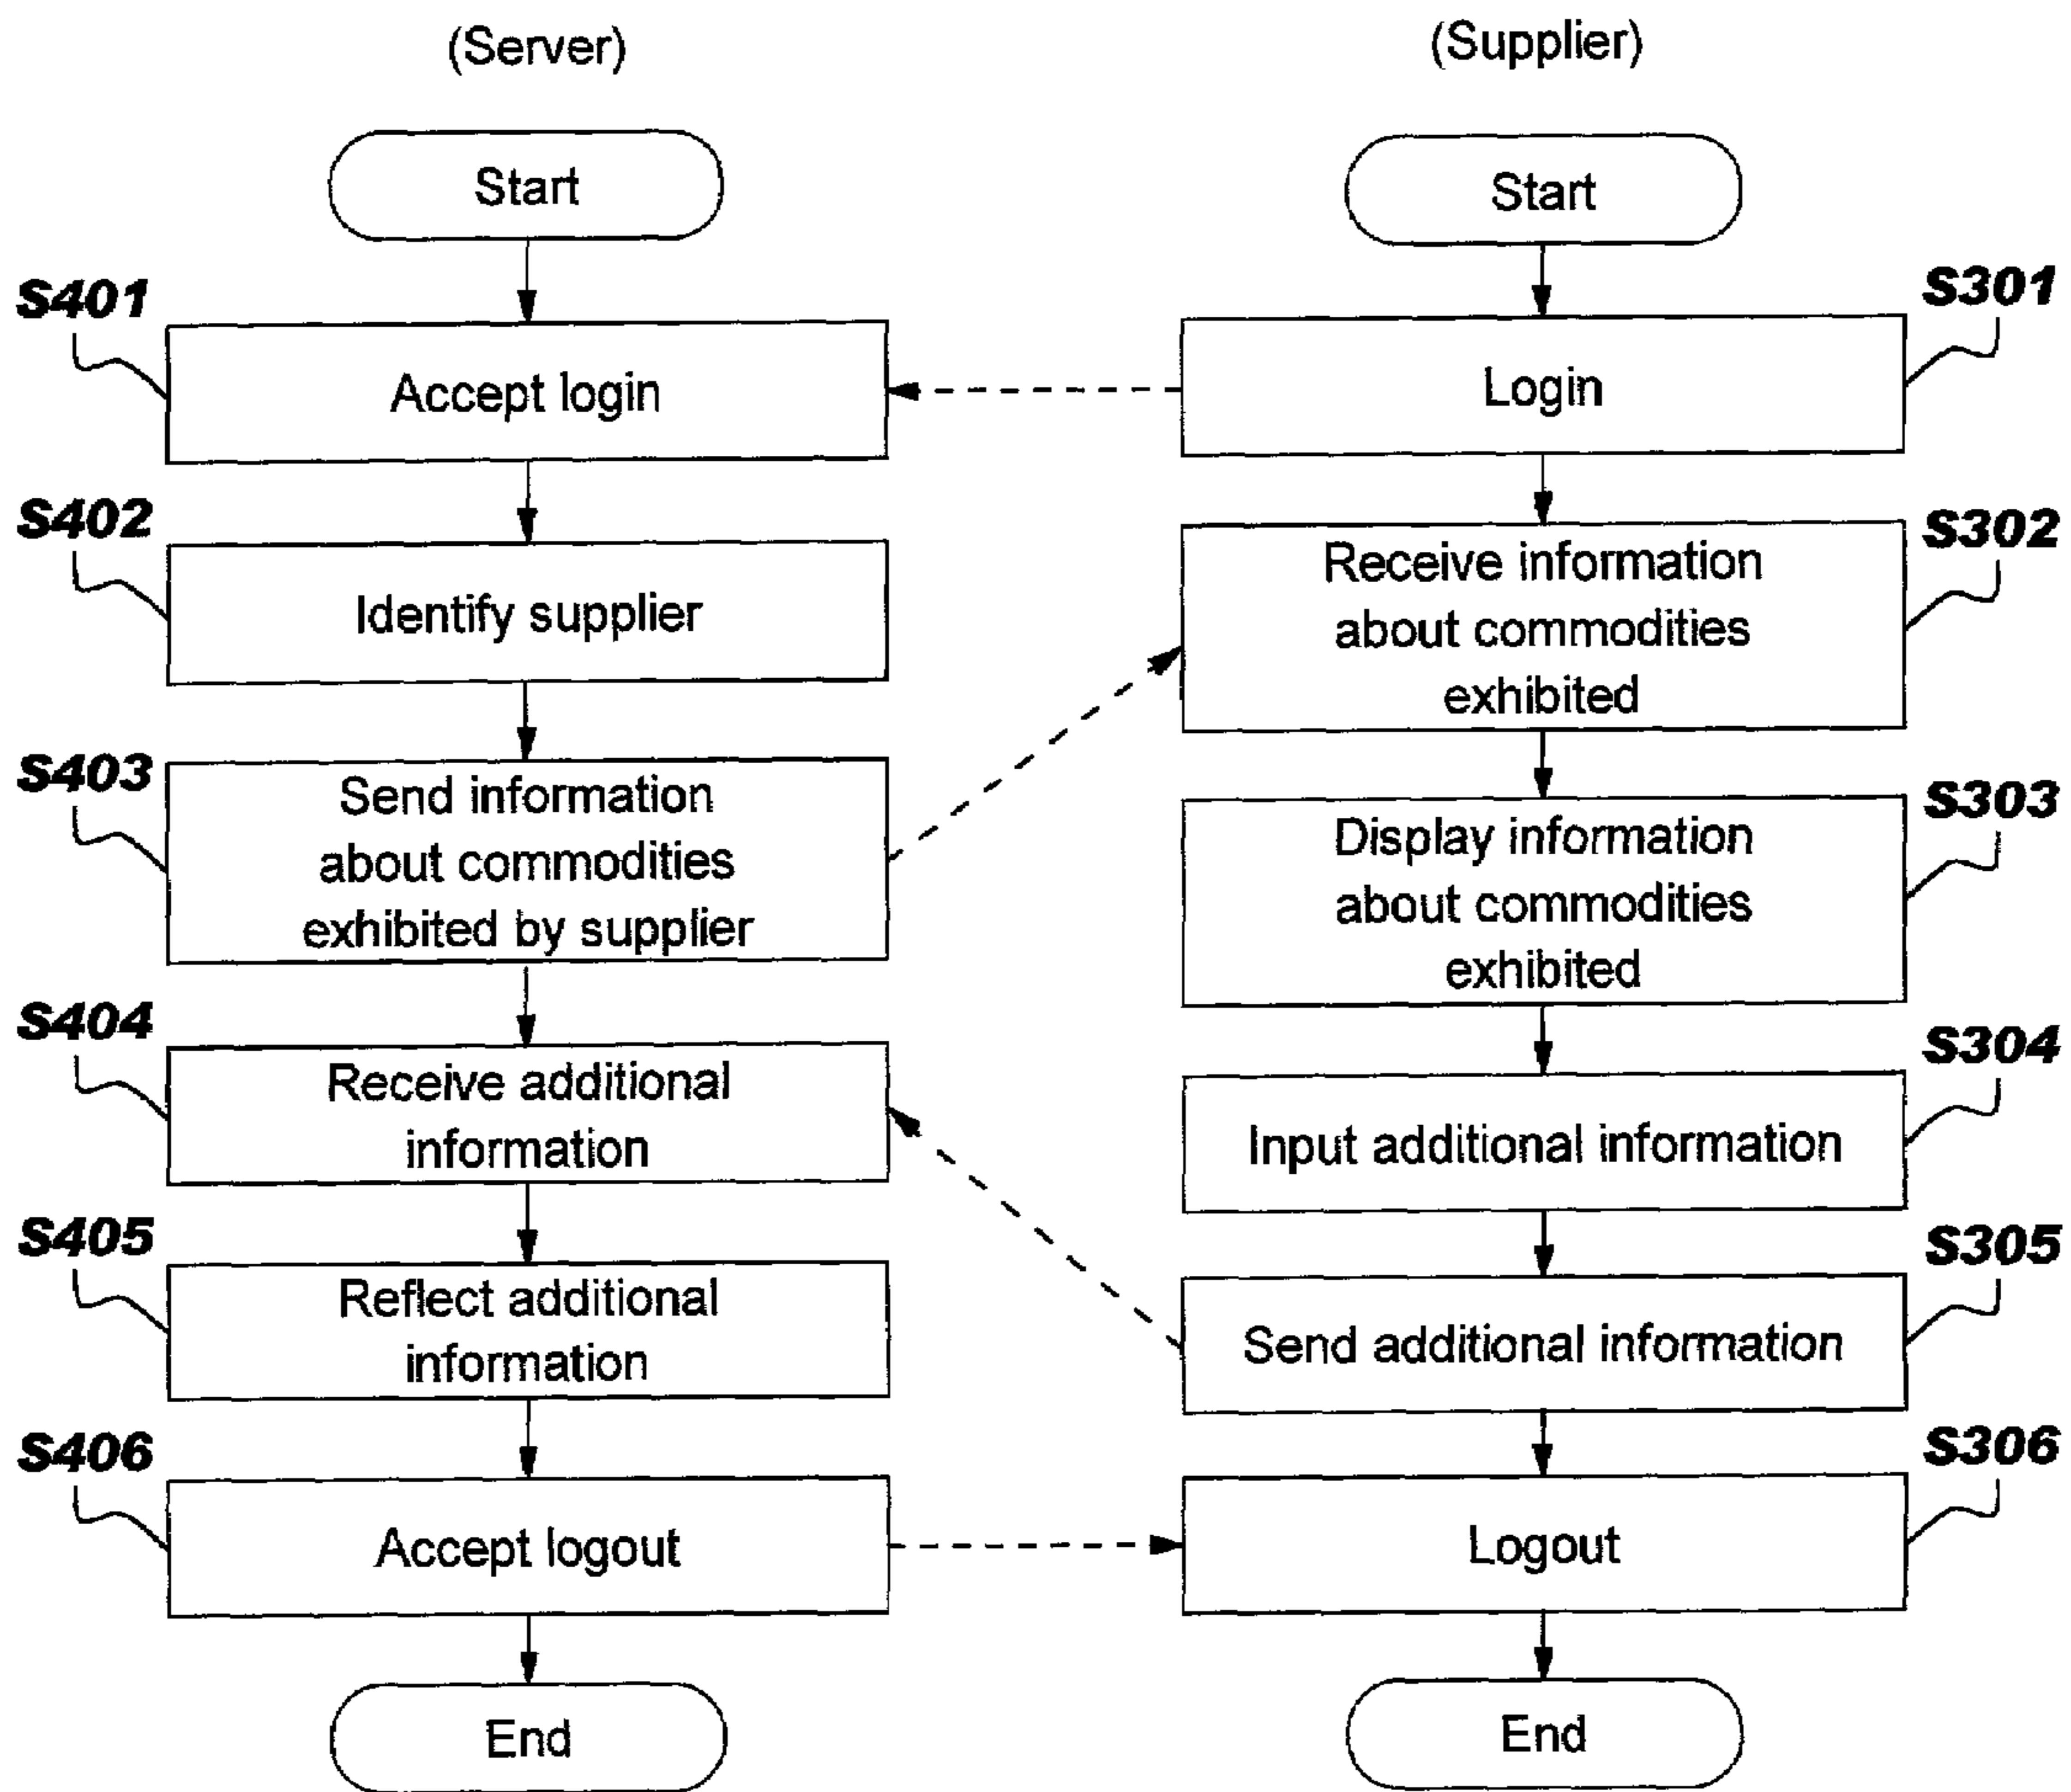 (Server)
Start
S401
Accept login
S402
Identify supplier
S403
Send information
about commodities
exhibited by supplier
S404
Receive additional
information
S405
Reflect additional
information
S406
Accept logout
End
(Supplier)
Start
S301
Login
S302
Receive information
about commodities
exhibited
S303
Display information
about commodities
exhibited
S304
Input additional information
S305
Send additional information
S306
Logout
End